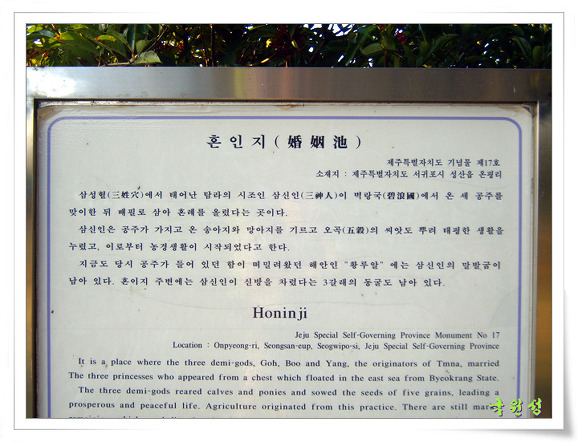 혼인지 (婚姻池)
제주특별자치도 기념물 제17호
소재지 : 제주특별자치도 서귀포시 성산읍 온평리
삼성혈(三姓穴)에서 태어난 탐라의 시조인 삼신인(三神人)이 벽랑국(碧浪國)에서 온 세 공주를
맞이한 뒤 배필로 삼아 혼례를 올렸다는 곳이다.
삼신인은 공주가 가지고 온 송아지와 망아지를 기르고 오곡(五穀)의 씨앗도 뿌려 태평한 생활을
누렸고, 이로부터 농경생활이 시작되었다고 한다.
지금도 당시 공주가 들어 있던 함이 떠밀려왔던 해안인 "황루알" 에는 삼신인의 말발굽이
남아 있다. 혼인지 주변에는 삼신인이 신방을 차렸다는 3갈래의 동굴도 남아 있다.
Honinji
Jeju Special Self-Governing Province Monument No 17
Location : Onpyeong-ri, Seongsan-eup, Seogwipo-si, Jeju Special Self-Governing Province
It is a place where the three demi-gods, Goh, Boo and Yang, the originators of Tmna, married
The three princesses who appeared from a chest which floated in the east sea from Byeokrang State.
The three demi-gods reared calves and ponies and sowed the seeds of five grains, leading a
prosperous and peaceful life. Agriculture originated from this practice. There are still mar